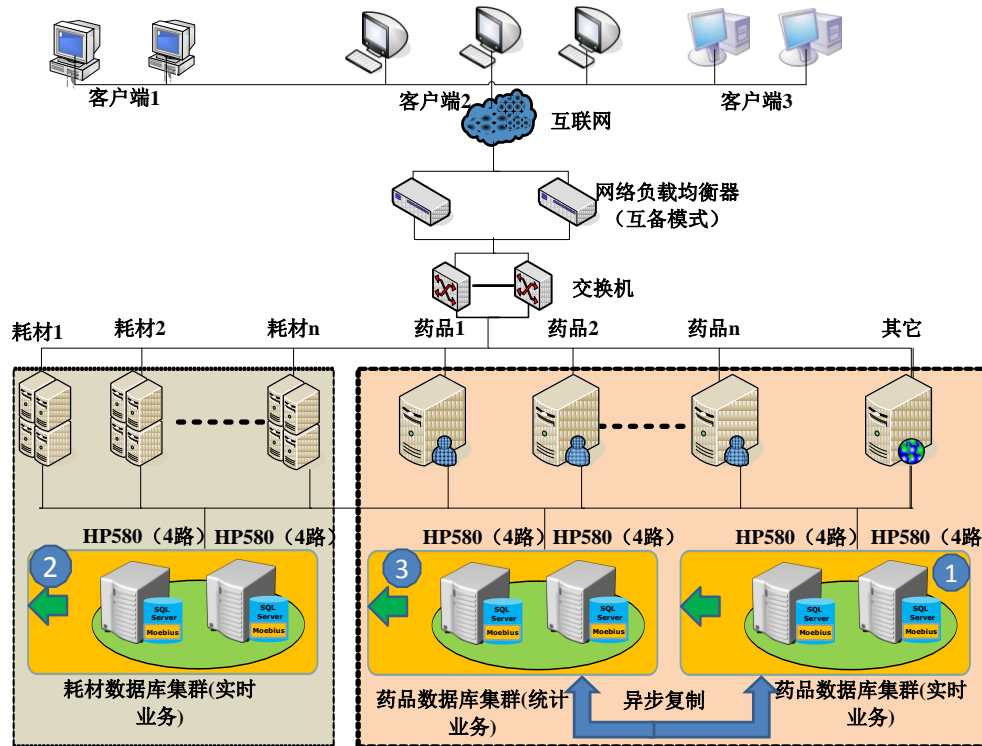 客户端1
客户端2
客户端3
互联网
网络负载均衡器
（互备模式）
交换机
耗材1
耗材2
耗材n
药品1
药品2
药品n
其它
HP580（4路）
HP580（4路）
HP580（4路）
HP580（4路）
HP580（4路）
HP580（4路
2
3
1
SQL
Server
Moebius
SQL
Server
Moebius
SQL
Server
Moebius
SQL
Server
Moebius
SQL
Server
Moebius
SQL
Server
Moebius
耗材数据库集群(实时
业务)
药品数据库集群(统计
业务)
异步复制
药品数据库集群(实时
业务)